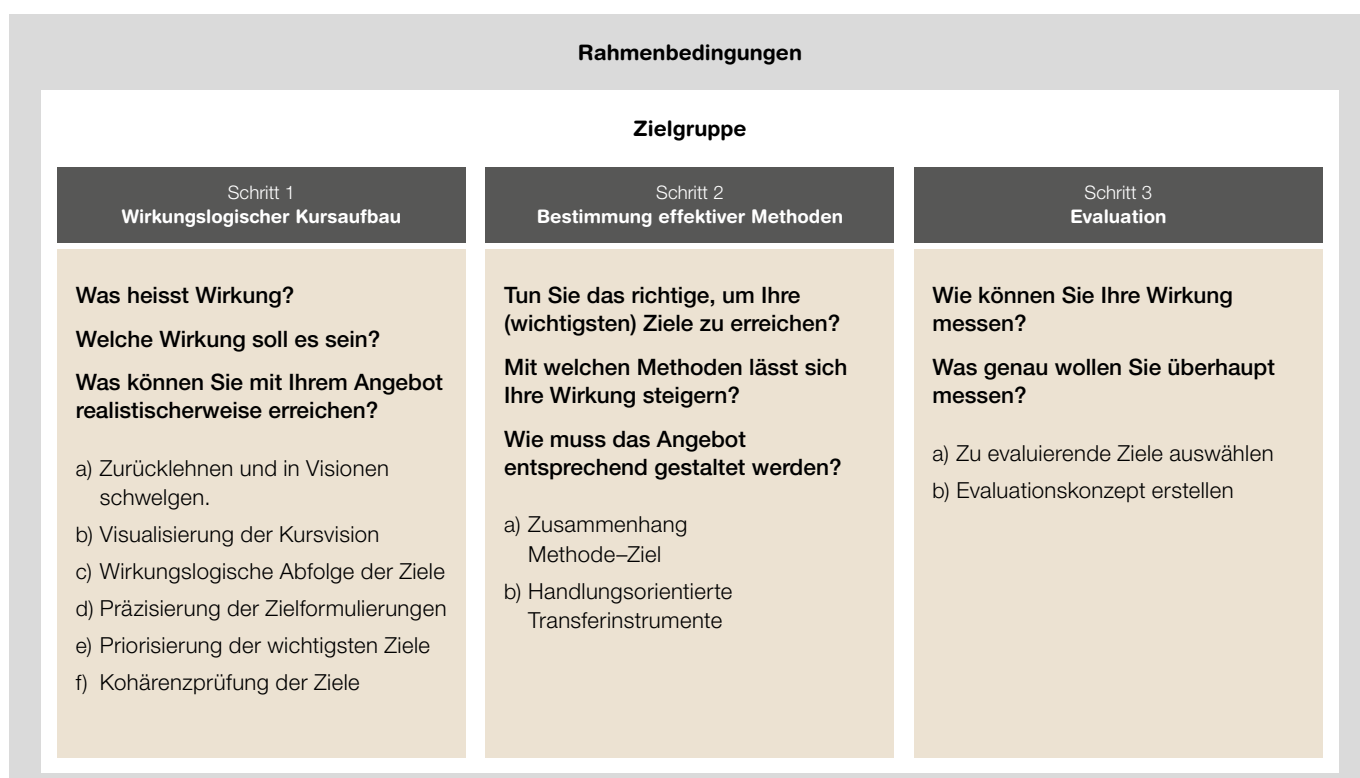 Rahmenbedingungen
Zielgruppe
Schritt 1
Wirkungslogischer Kursaufbau
Was heisst Wirkung?
Welche Wirkung soll es sein?
Was können Sie mit Ihrem Angebot
realistischerweise erreichen?
a) Zurücklehnen und in Visionen
schwelgen.
b) Visualisierung der Kursvision
c) Wirkungslogische Abfolge der Ziele
d) Präzisierung der Zielformulierungen
e) Priorisierung der wichtigsten Ziele
f) Kohärenzprüfung der Ziele
Schritt 2
Bestimmung effektiver Methoden
Tun Sie das richtige, um Ihre
(wichtigsten) Ziele zu erreichen?
Mit welchen Methoden lässt sich
Ihre Wirkung steigern?
Wie muss das Angebot
entsprechend gestaltet werden?
a) Zusammenhang
Methode–Ziel
b) Handlungsorientierte
Transferinstrumente
Schritt 3
Evaluation
Wie können Sie Ihre Wirkung
messen?
Was genau wollen Sie überhaupt
messen?
a) Zu evaluierende Ziele auswählen
b) Evaluationskonzept erstellen